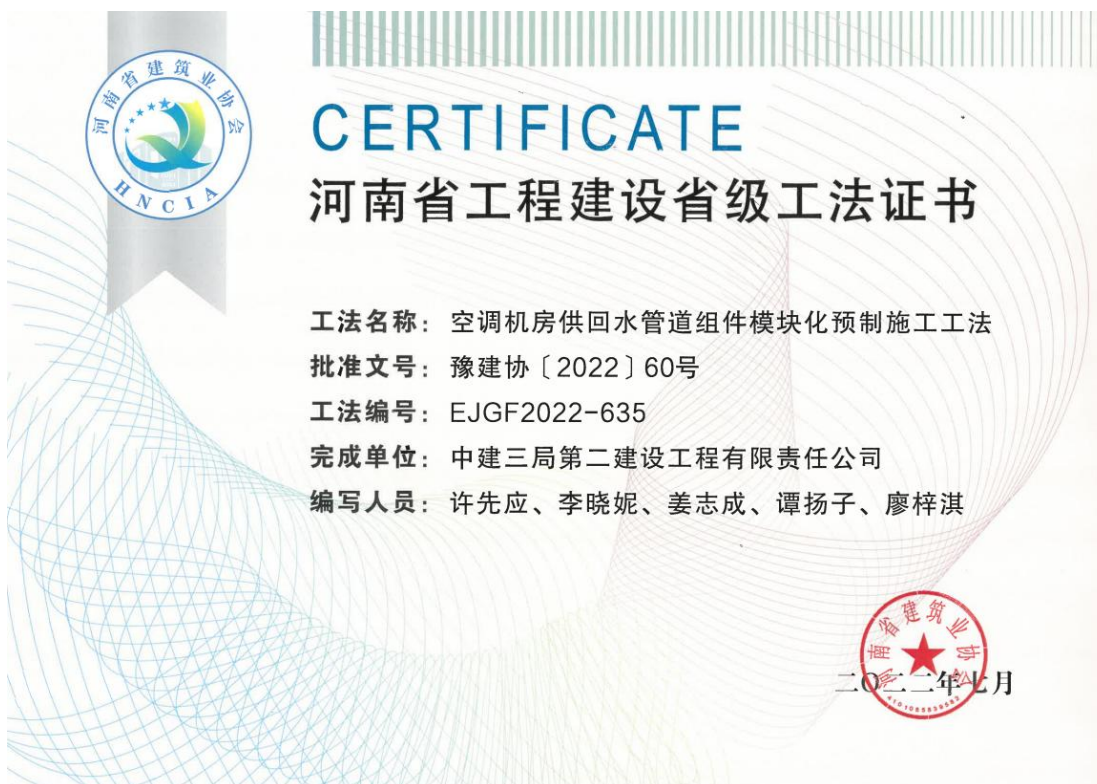 河南省建筑业协会
HNCIA
CERTIFICATE
河南省工程建设省级工法证书
工法名称：空调机房供回水管道组件模块化预制施工工法
批准文号：豫建协〔2022〕60号
工法编号：EJGF2022-635
完成单位：中建三局第二建设工程有限责任公司
编写人员：许先应、李晓妮、姜志成、谭扬子、廖梓淇
河南省建筑业协会
二〇二二年七月